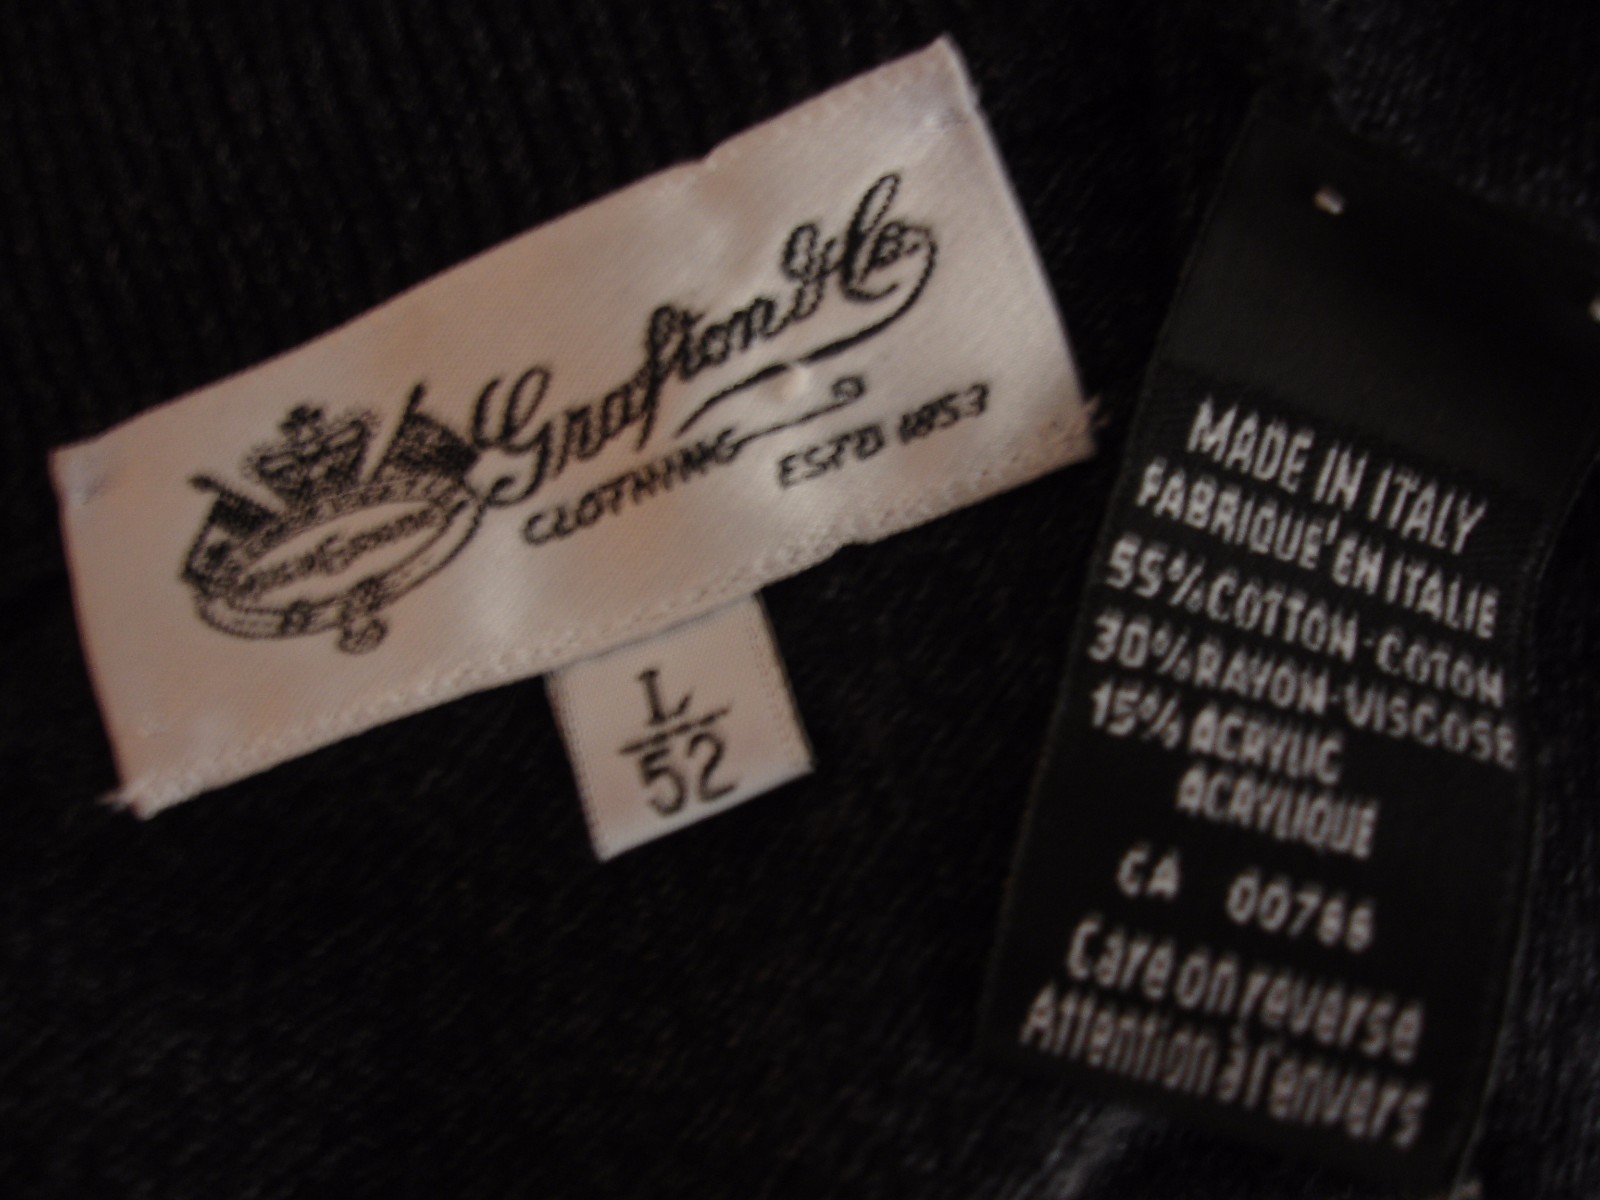 Grafton & Co.
CLOTHING
ESTD 1853
L
52
MADE IN ITALY
FABRIQUE' EN ITALIE
55% COTTON-COTON
30% RAYON-VISCOSE
15% ACRYLIC
ACRYLIQUE
CA 00766
Care on reverse
Attention à l'envers